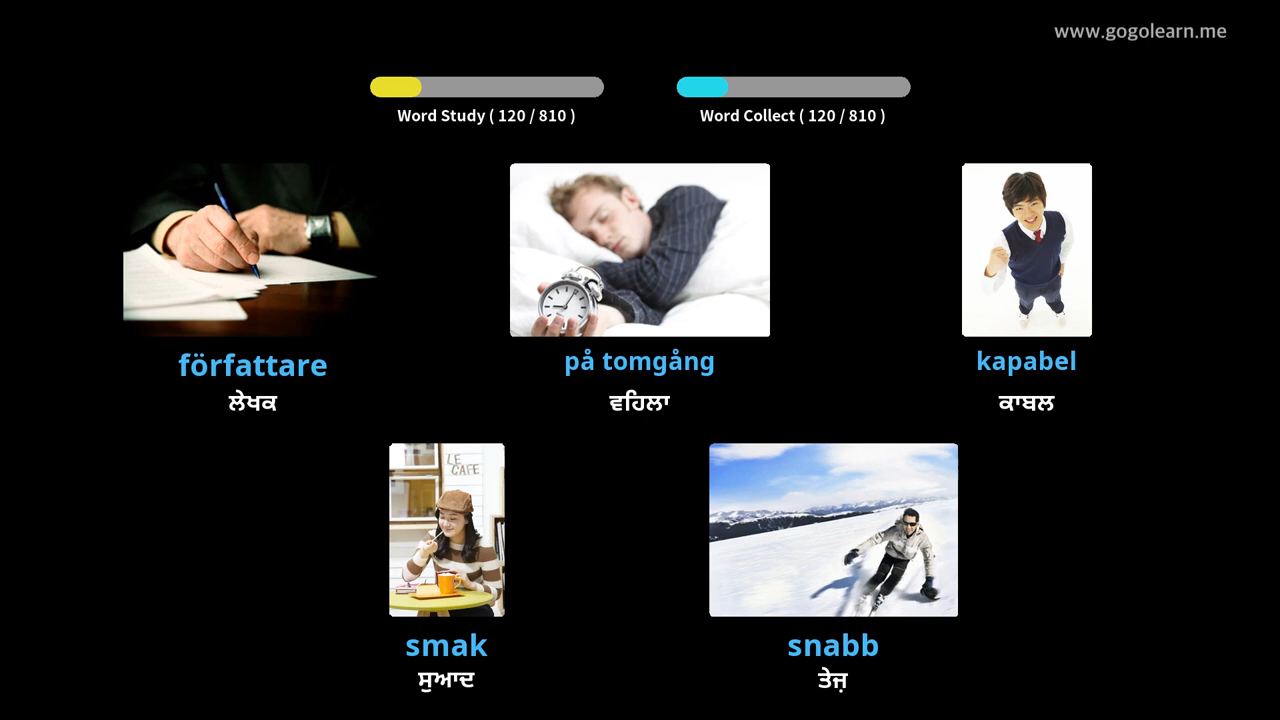 www.gogolearn.me
Word Study ( 120 / 810 )
Word Collect ( 120 / 810 )
LE
CAFE
författare
ਲੇਖਕ
på tomgång
ਵਹਿਲਾ
kapabel
ਕਾਬਲ
smak
ਸੁਆਦ
snabb
ਤੇਜ਼